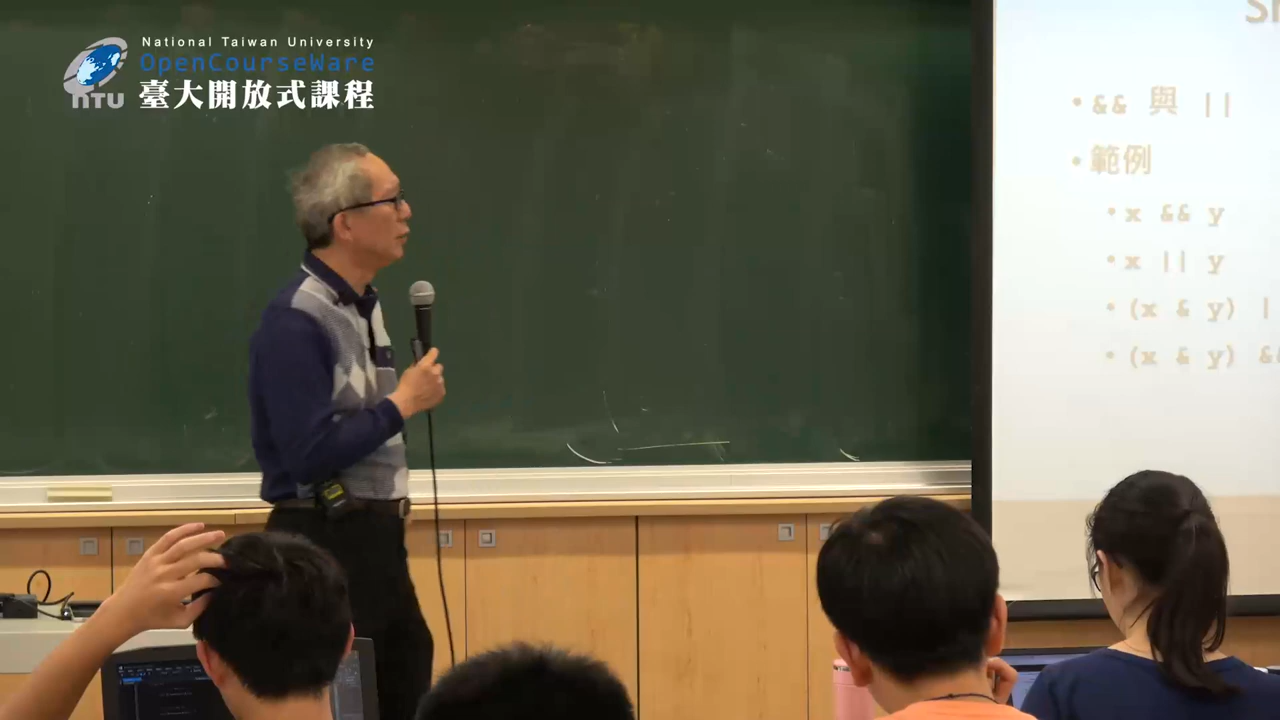 National Taiwan University
OpenCourseWare
臺大開放式課程
NTU
• && 與 ||
• 範例
• x && y
• x || y
• (x & y) |
• (x & y) &&